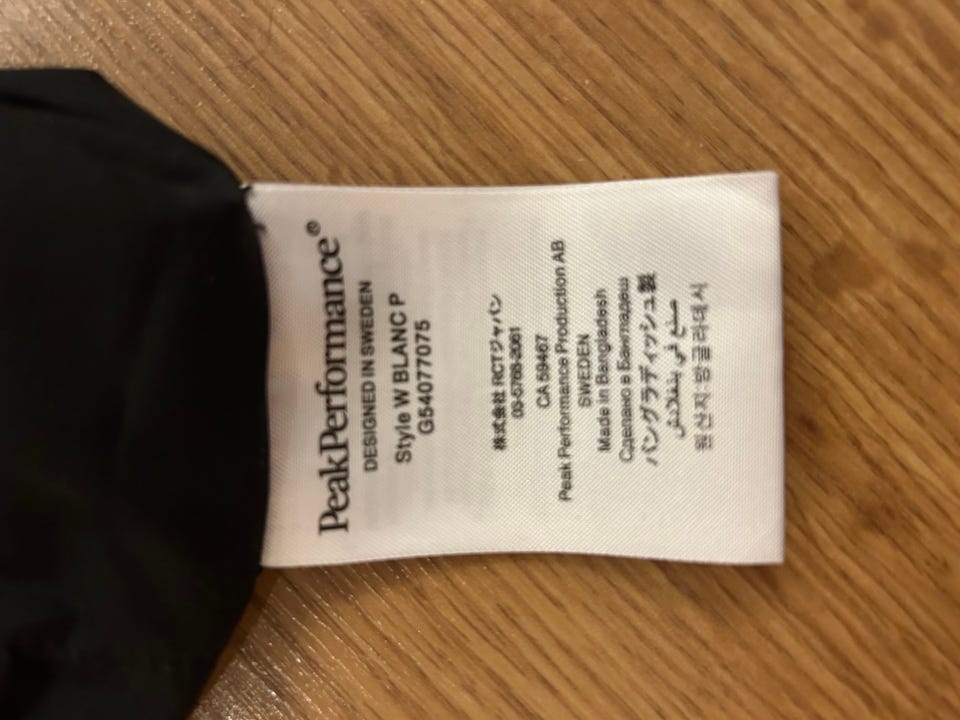 PeakPerformance®
DESIGNED IN SWEDEN
Style W BLANC P
G54077075
株式会社 RCTジャパン
03-5766-2061
CA 59467
Peak Performance Production AB
SWEDEN
Made in Bangladesh
Сделано в Бангладеш
バングラディッシュ製
صنع في بنغلادش
원산지:방글라데시